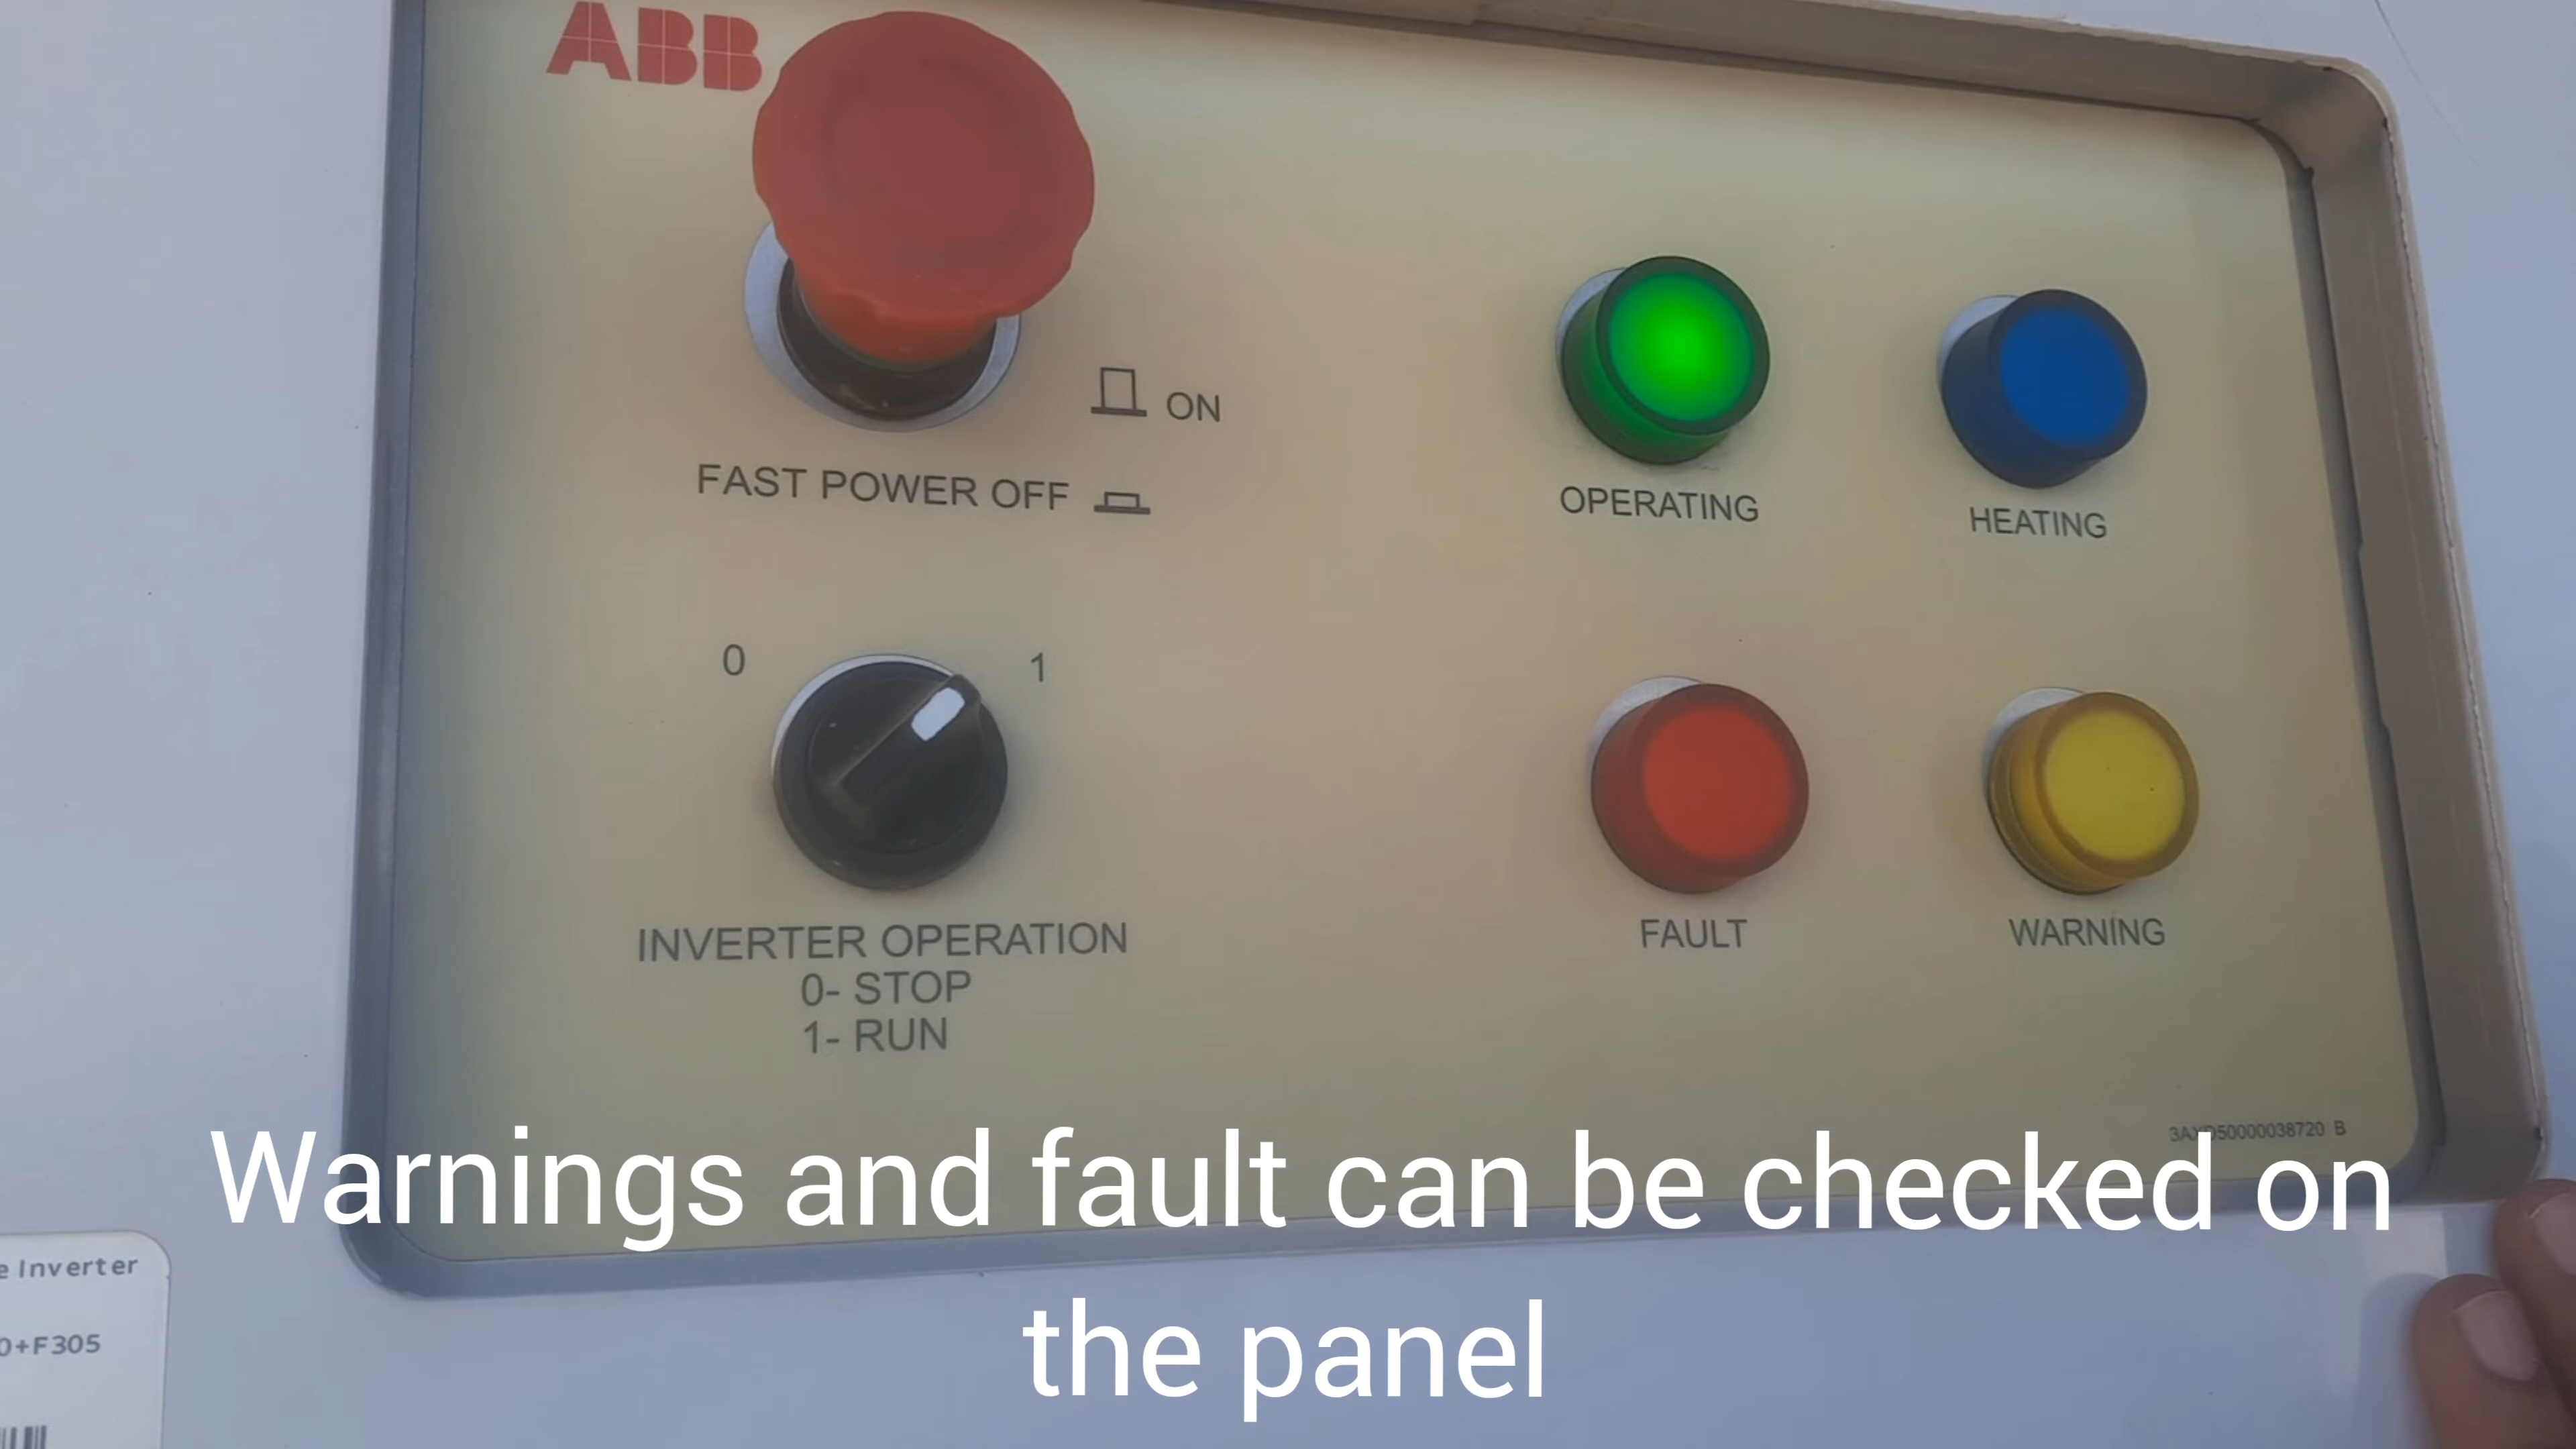 ABB
ON
FAST POWER OFF
OPERATING
HEATING
0
1
INVERTER OPERATION
0- STOP
1- RUN
FAULT
WARNING
3AXD50000038720 B
Warnings and fault can be checked on
the panel
e Inverter
0+F305